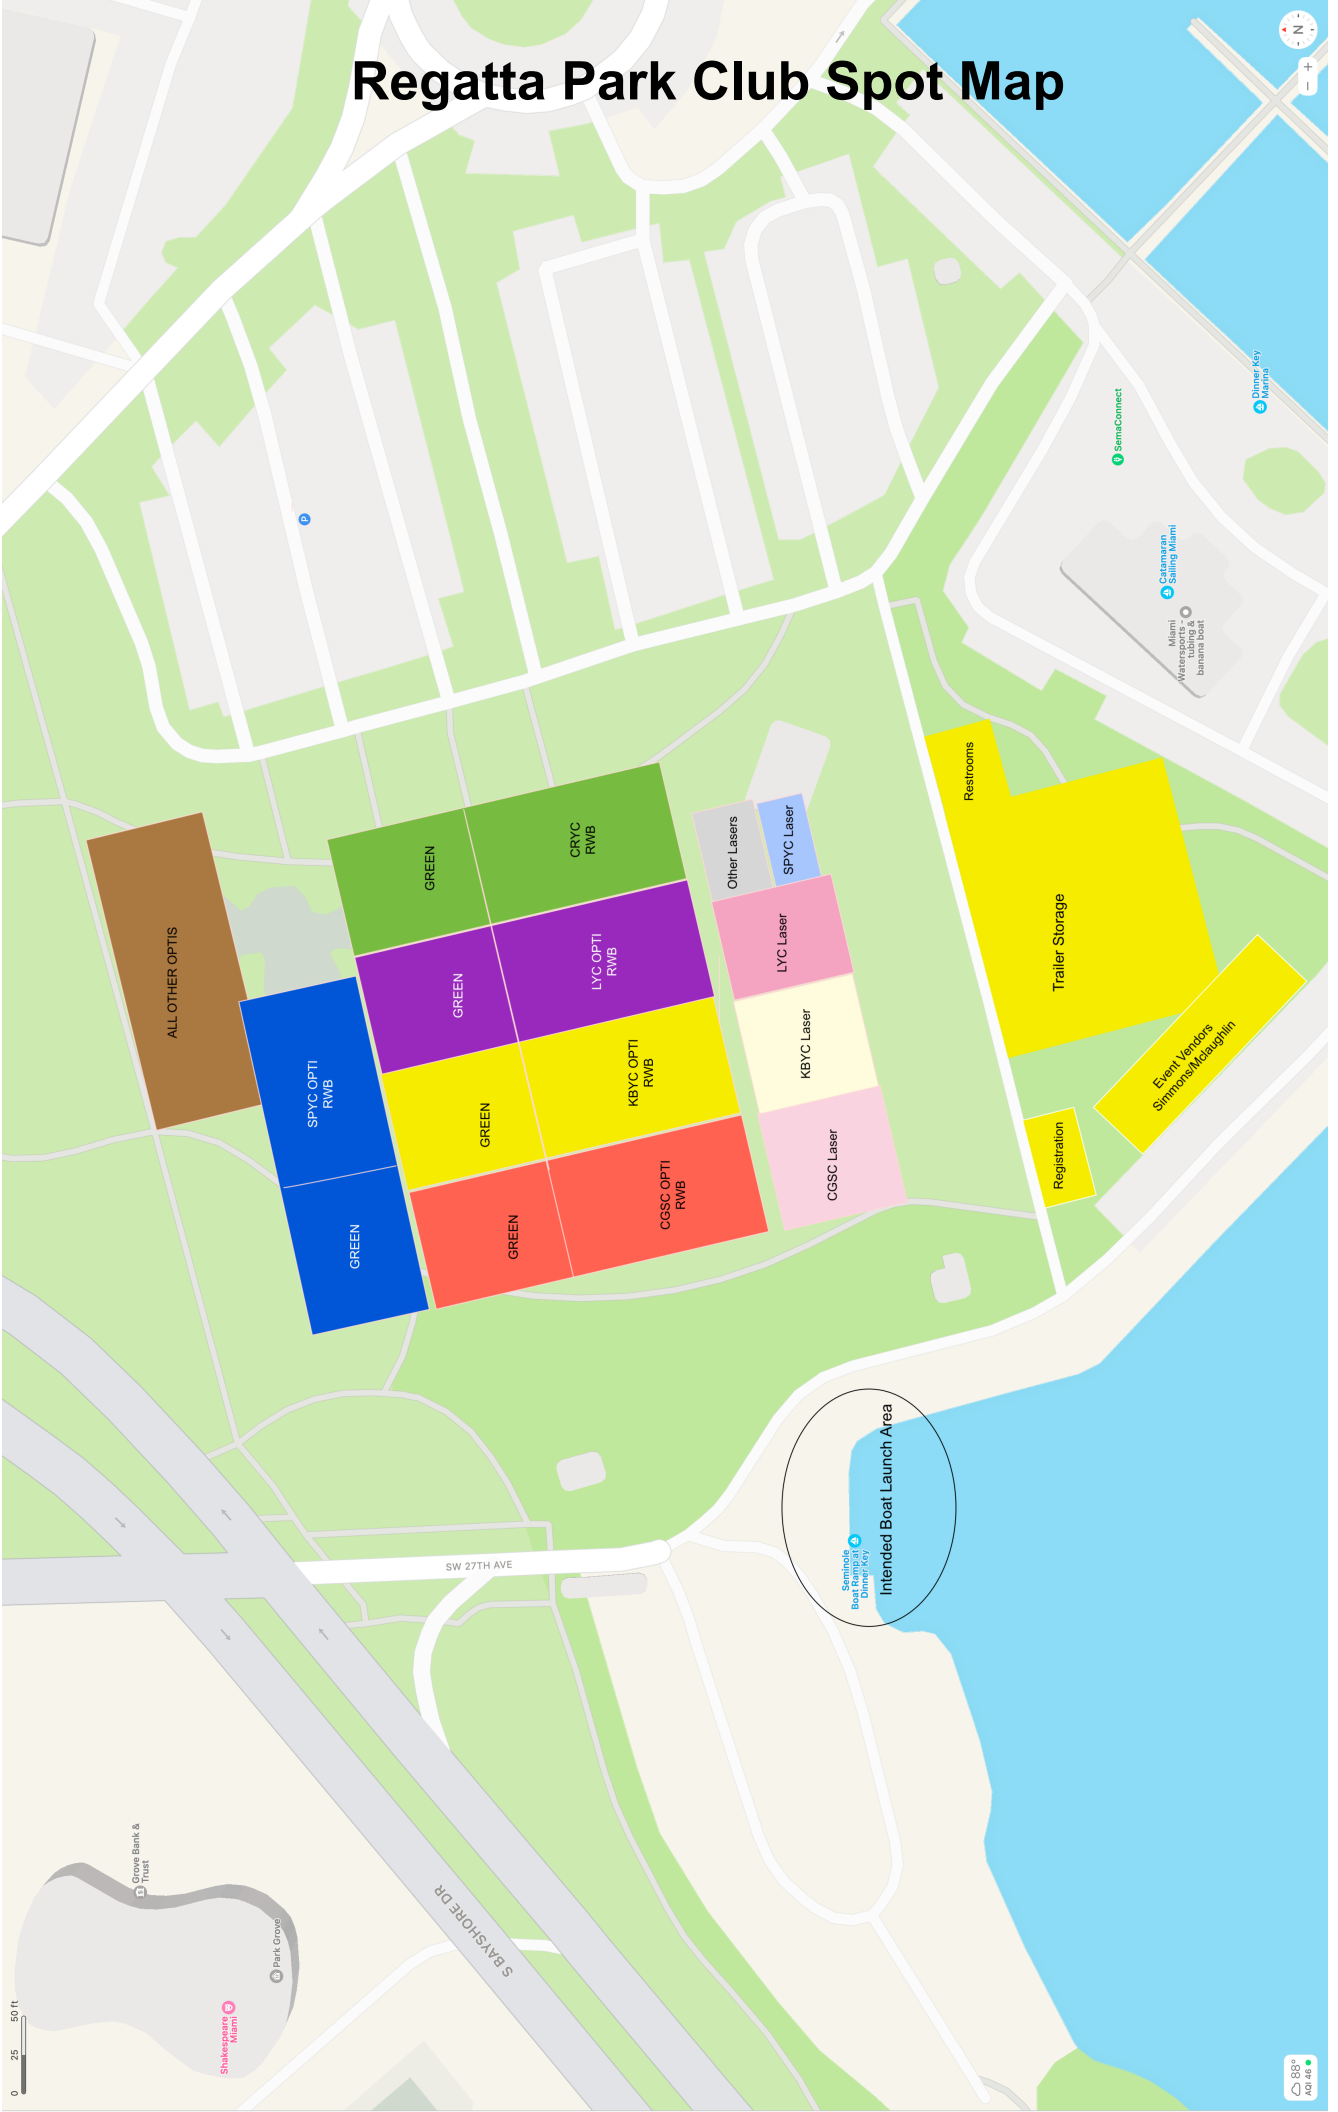 Regatta Park Club Spot Map
N
- +
P
SemaConnect
Dinner Key
Marina
Catamaran
Sailing Miami
Miami
Watersports -
tubing &
banana boat
ALL OTHER OPTIS
SPYC OPTI
RWB
GREEN
GREEN
CRYC
RWB
GREEN
LYC OPTI
RWB
GREEN
KBYC OPTI
RWB
GREEN
CGSC OPTI
RWB
Other Lasers
SPYC Laser
LYC Laser
KBYC Laser
CGSC Laser
Restrooms
Trailer Storage
Event Vendors
Simmons/Mclaughlin
Registration
Intended Boat Launch Area
Seminole
Boat Ramp at
Dinner Key
SW 27TH AVE
S BAYSHORE DR
Grove Bank &
Trust
Park Grove
Shakespeare
Miami
0 25 50 ft
88°
AQI 46